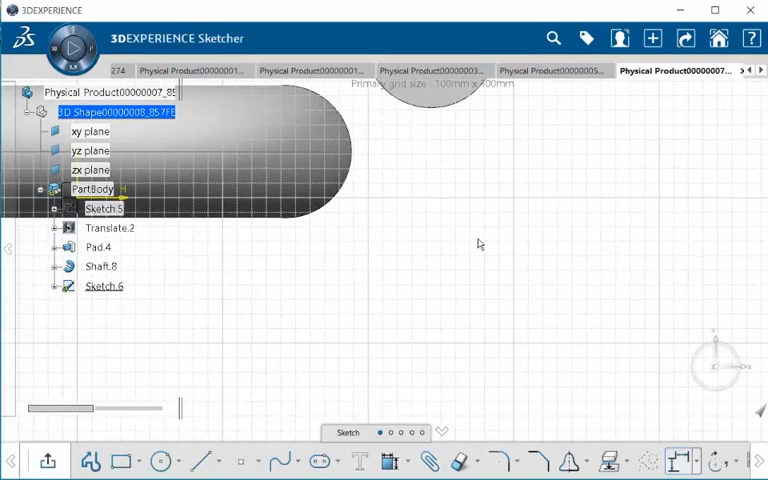 3DEXPERIENCE
3DEXPERIENCE Sketcher
274
Physical Product00000001...
Physical Product00000001...
Physical Product00000003...
Physical Product00000005...
Physical Product00000007...
Primary grid size : 100mm x 100mm
Physical Product00000007_85
3D Shape00000008_857FE
xy plane
yz plane
zx plane
PartBody
H
Sketch.5
Translate.2
Pad.4
Shaft.8
Sketch.6
Sketch